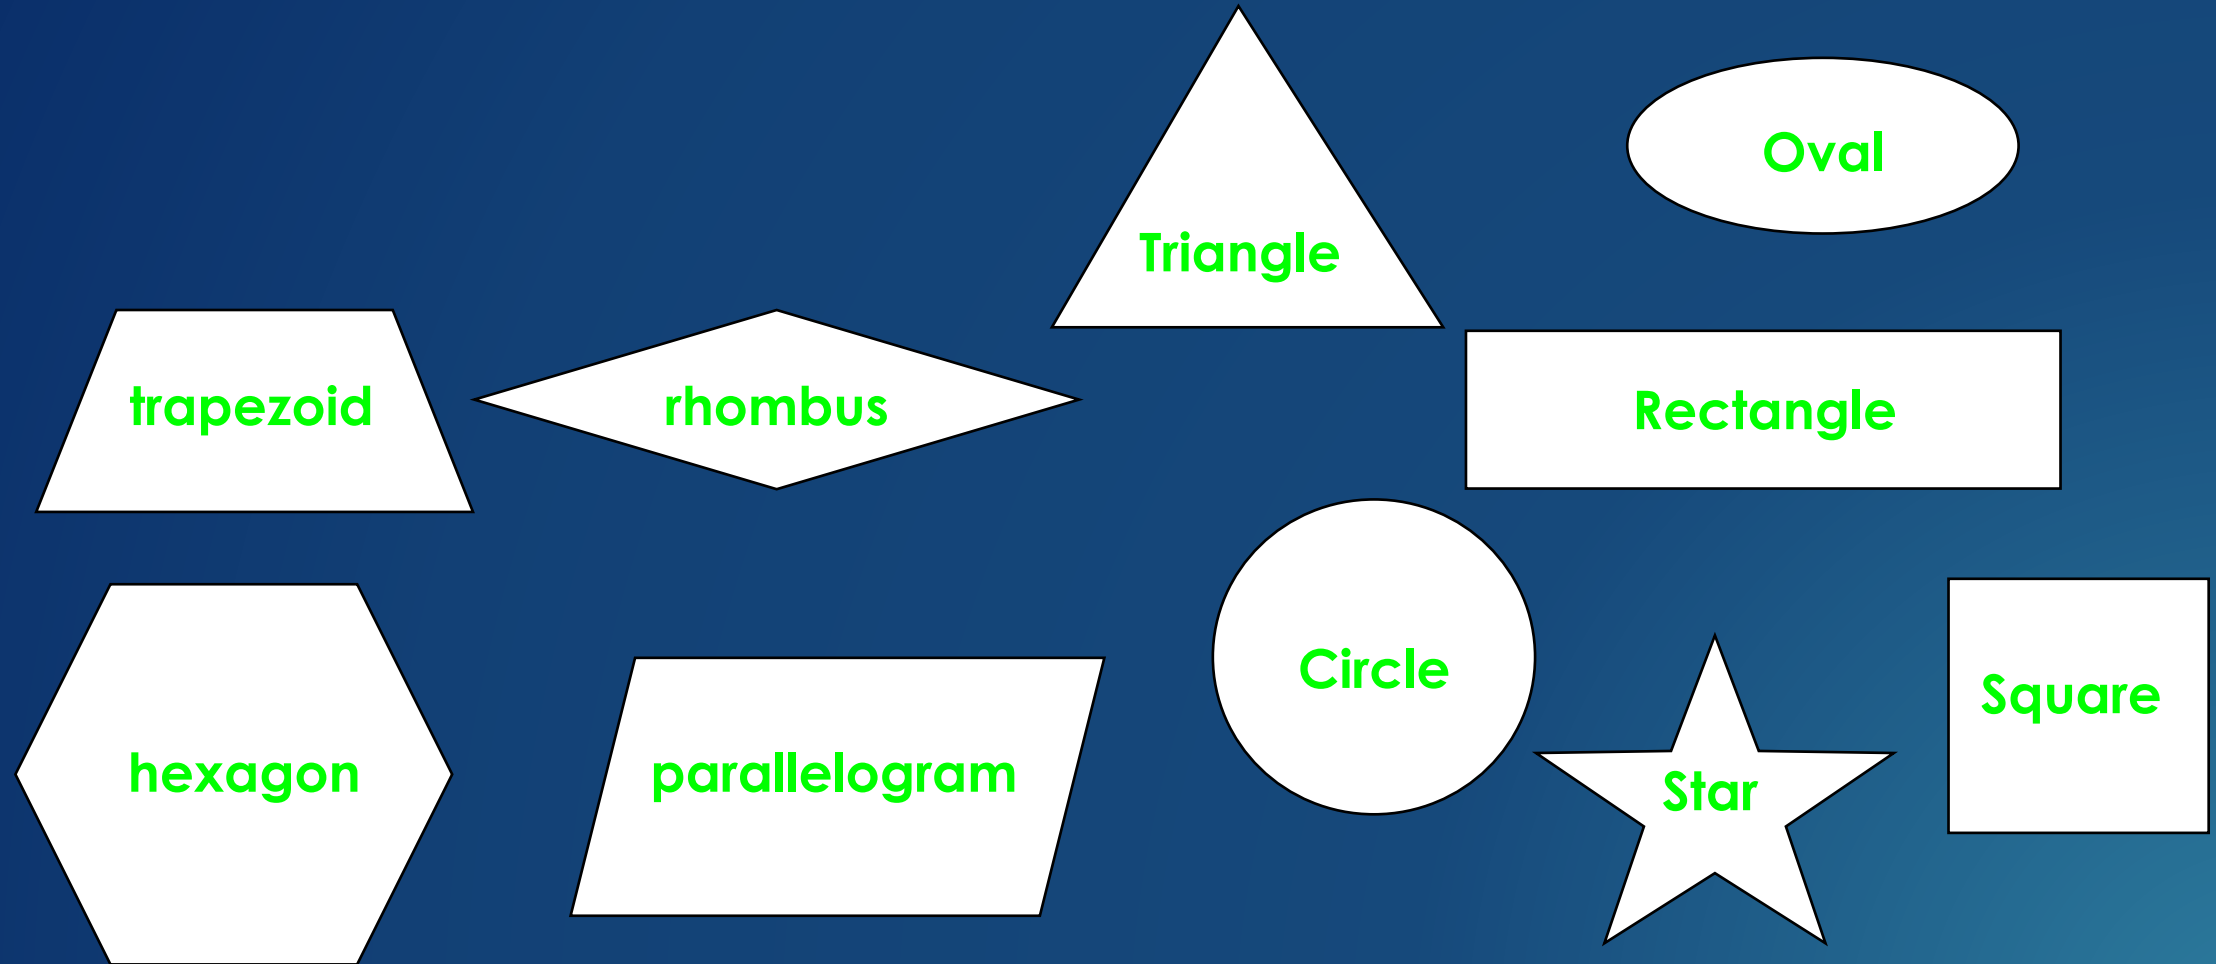 Oval
Triangle
trapezoid
rhombus
Rectangle
Circle
Square
hexagon
parallelogram
Star